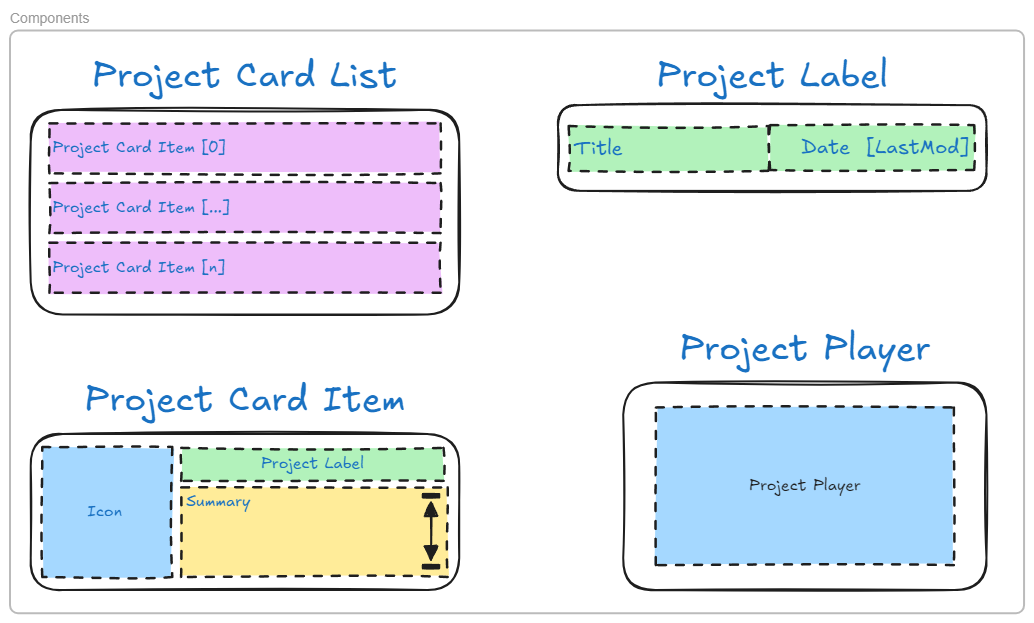 Components
Project Card List
Project Card Item [0]
Project Card Item [...]
Project Card Item [n]
Project Label
Title
Date [LastMod]
Project Card Item
Icon
Project Label
Summary
Project Player
Project Player